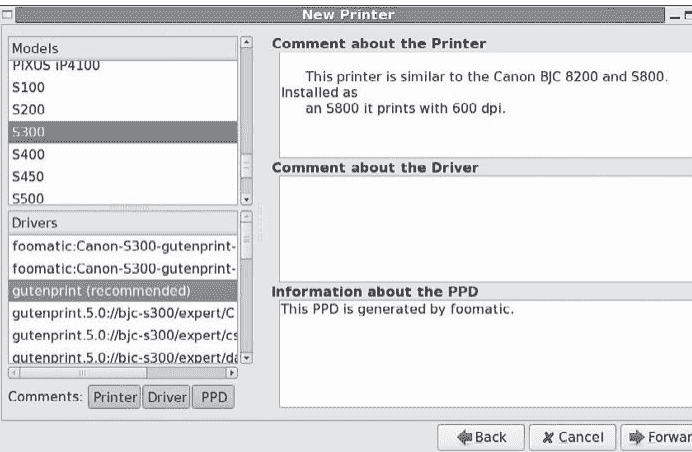 New Printer
Models
PIXUS iP4100
S100
S200
S300
S400
S450
S500
Drivers
foomatic:Canon-S300-gutenprint-
foomatic:Canon-S300-gutenprint-
gutenprint (recommended)
gutenprint.5.0://bjc-s300/expert/C
gutenprint.5.0://bjc-s300/expert/cs
gutenprint.5.0://bjc-s300/expert/da
Comments: Printer Driver PPD
Comment about the Printer
This printer is similar to the Canon BJC 8200 and S800.
Installed as
an S800 it prints with 600 dpi.
Comment about the Driver
Information about the PPD
This PPD is generated by foomatic.
Back Cancel Forwar